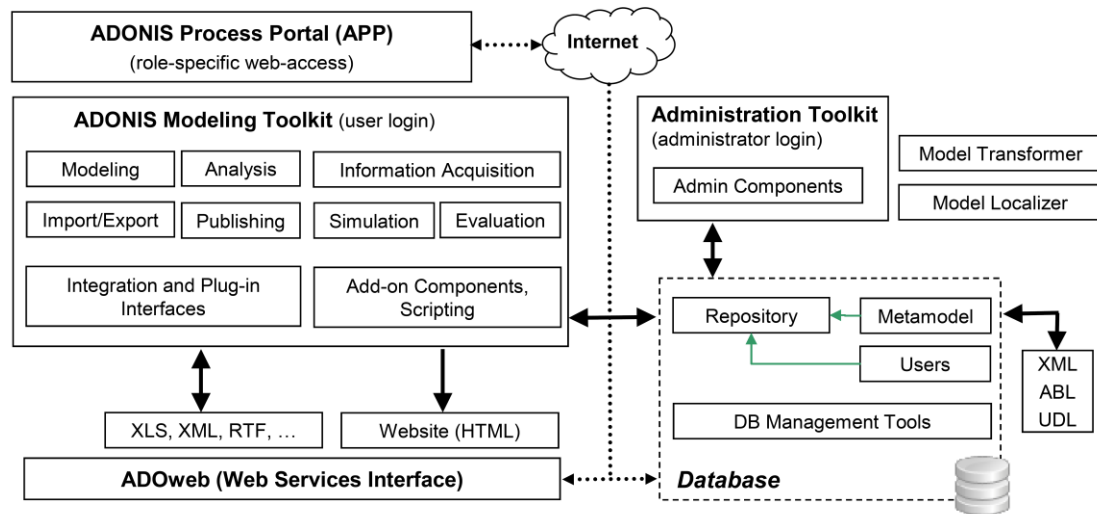 ADONIS Process Portal (APP)
(role-specific web-access)
Internet
ADONIS Modeling Toolkit (user login)
Modeling
Analysis
Information Acquisition
Import/Export
Publishing
Simulation
Evaluation
Integration and Plug-in
Interfaces
Add-on Components,
Scripting
Administration Toolkit
(administrator login)
Admin Components
Model Transformer
Model Localizer
Repository
Metamodel
Users
DB Management Tools
Database
XML
ABL
UDL
XLS, XML, RTF, ...
Website (HTML)
ADOweb (Web Services Interface)